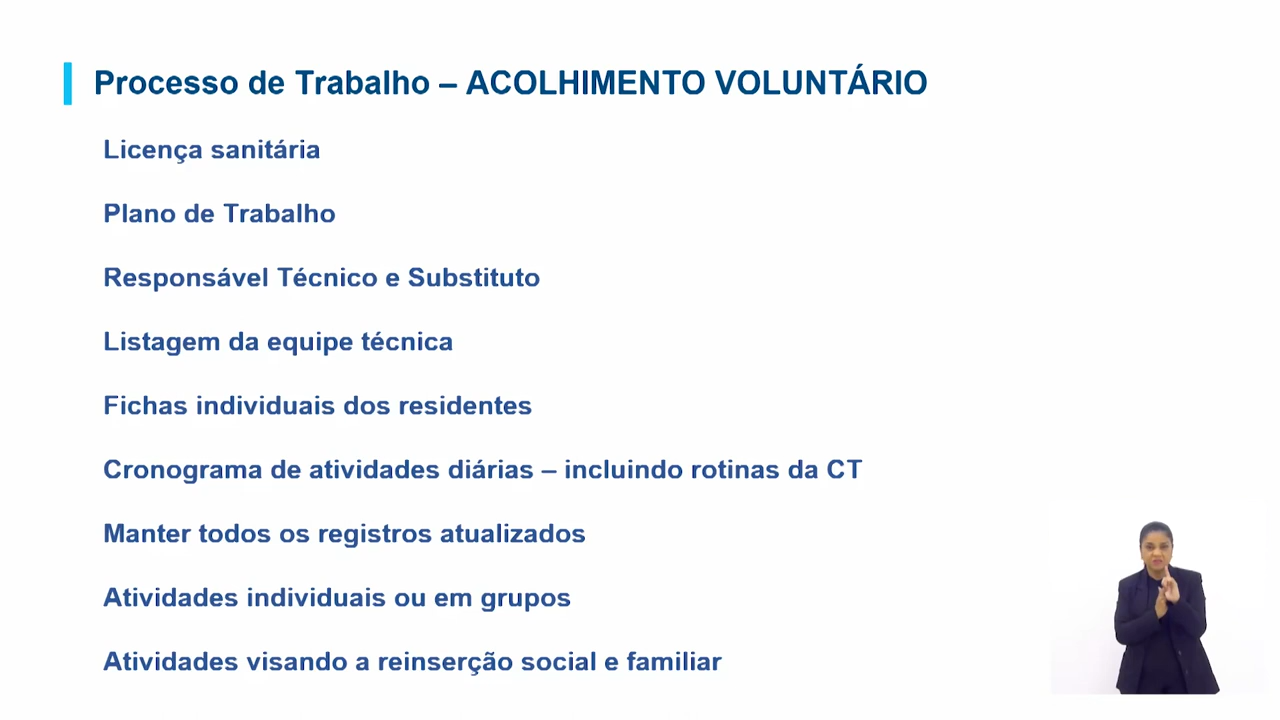 Processo de Trabalho – ACOLHIMENTO VOLUNTÁRIO
Licença sanitária
Plano de Trabalho
Responsável Técnico e Substituto
Listagem da equipe técnica
Fichas individuais dos residentes
Cronograma de atividades diárias – incluindo rotinas da CT
Manter todos os registros atualizados
Atividades individuais ou em grupos
Atividades visando a reinserção social e familiar